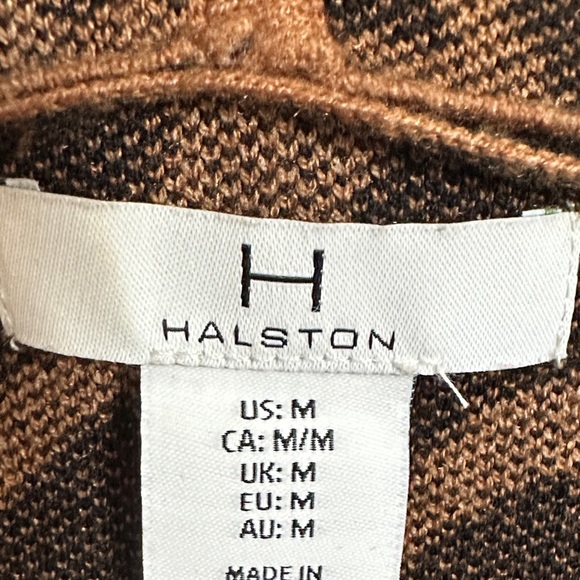 H
HALSTON
US: M
CA: M/M
UK: M
EU: M
AU: M
MADE IN